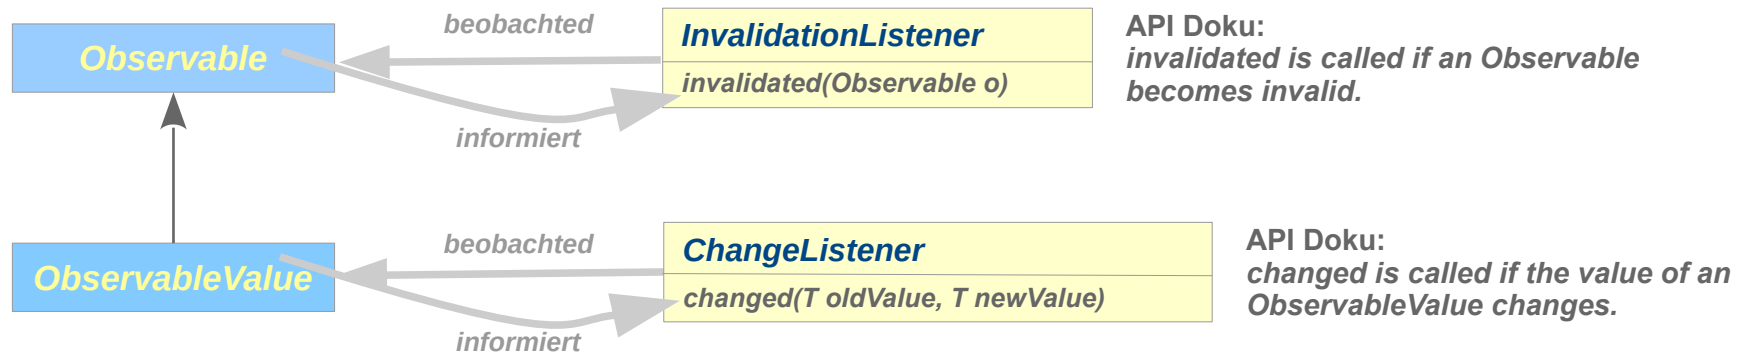 Observable
beobachted
informiert
InvalidationListener
invalidated(Observable o)
API Doku:
invalidated is called if an Observable
becomes invalid.
ObservableValue
beobachted
informiert
ChangeListener
changed(T oldValue, T newValue)
API Doku:
changed is called if the value of an
ObservableValue changes.